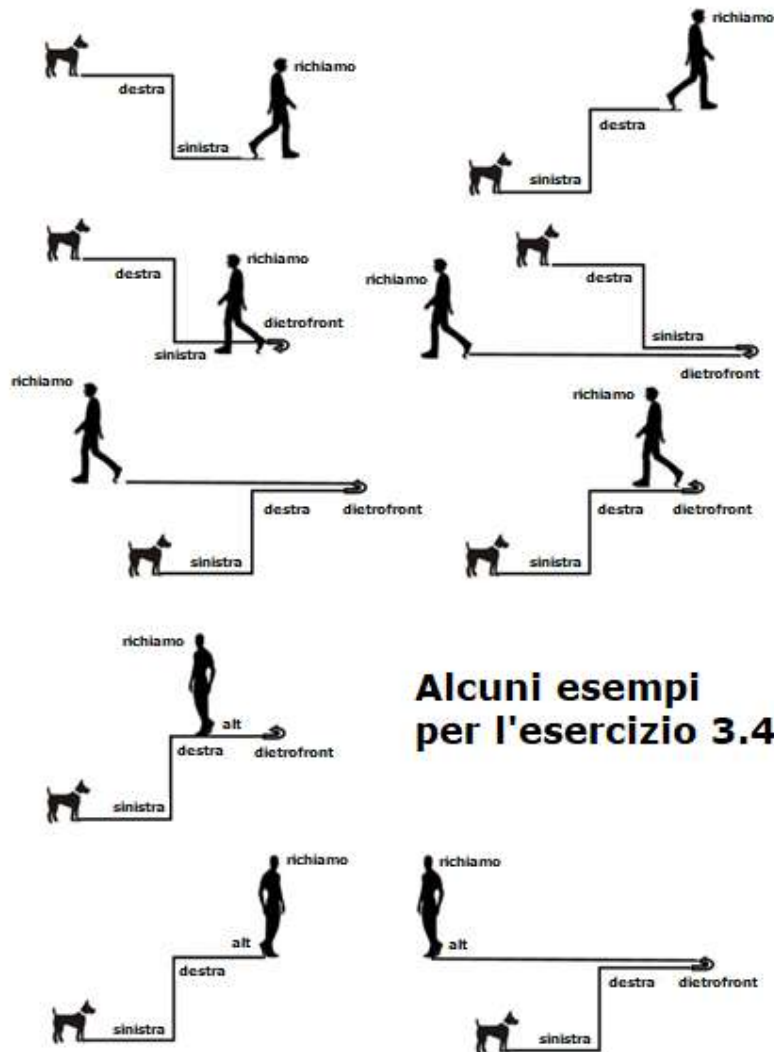 richiamo
destra
sinistra
richiamo
destra
sinistra
richiamo
destra
dietrofront
sinistra
richiamo
destra
sinistra
dietrofront
richiamo
destra
dietrofront
sinistra
richiamo
destra
dietrofront
sinistra
richiamo
alt
destra
dietrofront
sinistra
Alcuni esempi
per l'esercizio 3.4
richiamo
alt
destra
sinistra
richiamo
alt
destra
dietrofront
sinistra